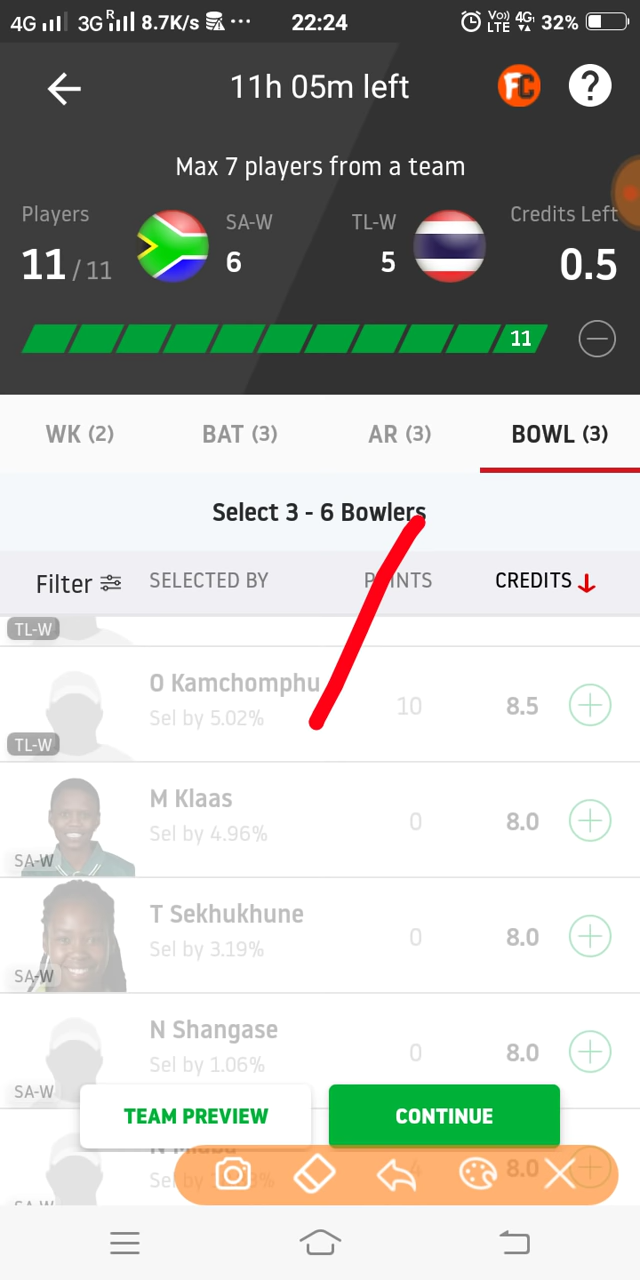 4G 3G R 8.7K/s ... 22:24 Vo) LTE 4G 32%
11h 05m left FC ?
Max 7 players from a team
Players SA-W TL-W Credits Left
11 / 11 6 5 0.5
11
WK (2) BAT (3) AR (3) BOWL (3)
Select 3 - 6 Bowlers
Filter SELECTED BY POINTS CREDITS
TL-W
O Kamchomphu
Sel by 5.02% 10 8.5
TL-W
M Klaas
Sel by 4.96% 0 8.0
SA-W
T Sekhukhune
Sel by 3.19% 0 8.0
SA-W
N Shangase
Sel by 1.06% 0 8.0
SA-W
TEAM PREVIEW CONTINUE
Sel by 8.0